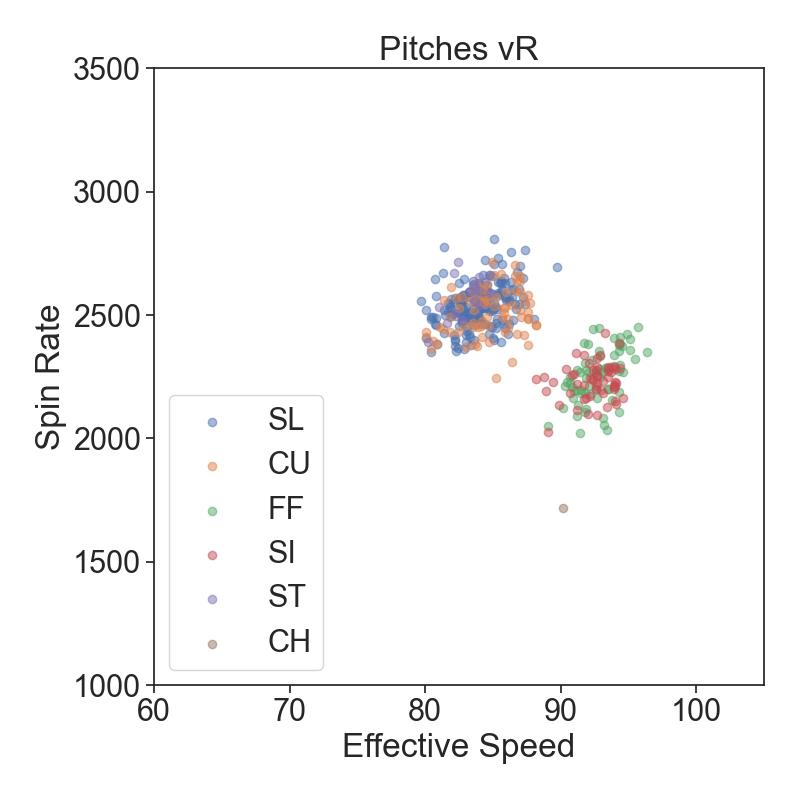 Pitches vR
3500
3000
2500
2000
1500
1000
Spin Rate
SL
CU
FF
SI
ST
CH
60 70 80 90 100
Effective Speed